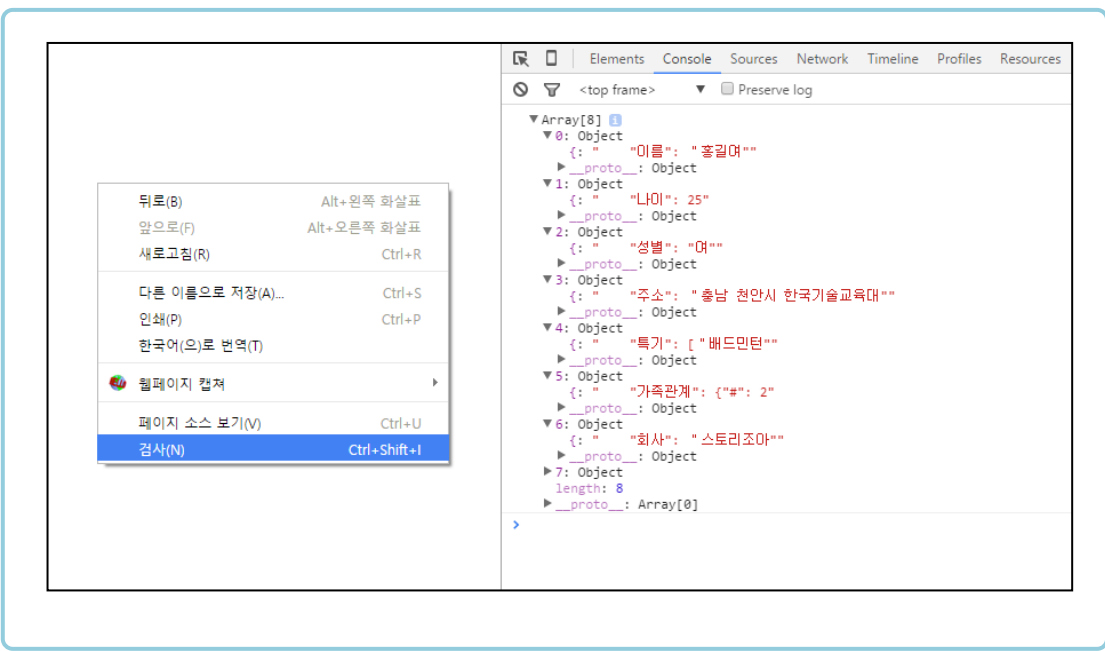 뒤로(B) Alt+왼쪽 화살표
앞으로(F) Alt+오른쪽 화살표
새로고침(R) Ctrl+R
다른 이름으로 저장(A)... Ctrl+S
인쇄(P) Ctrl+P
한국어(으)로 번역(T)
웹페이지 캡쳐
페이지 소스 보기(V) Ctrl+U
검사(N) Ctrl+Shift+I
Elements Console Sources Network Timeline Profiles Resources
<top frame> ▼ Preserve log
▼Array[8] i
▼0: Object
{: "    "이름": "홍길여""
▶__proto__: Object
▼1: Object
{: "    "나이": 25"
▶__proto__: Object
▼2: Object
{: "    "성별": "여""
▶__proto__: Object
▼3: Object
{: "    "주소": "충남 천안시 한국기술교육대""
▶__proto__: Object
▼4: Object
{: "    "특기": ["배드민턴""
▶__proto__: Object
▼5: Object
{: "    "가족관계": {"#": 2"
▶__proto__: Object
▼6: Object
{: "    "회사": "스토리조아""
▶__proto__: Object
▶7: Object
length: 8
▶__proto__: Array[0]
>